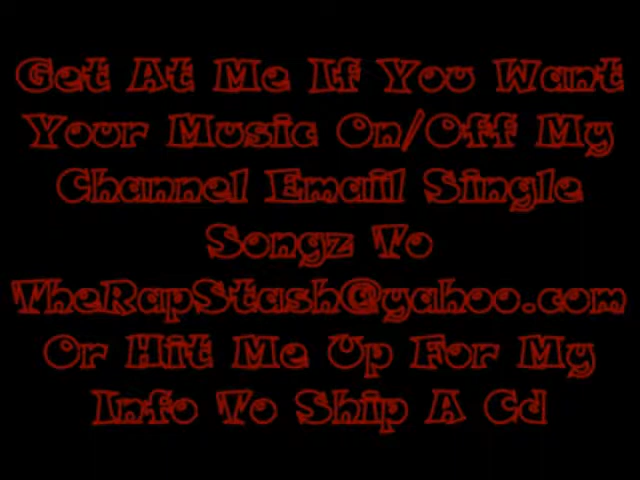 Get At Me If You Want
Your Music On/Off My
Channel Email Single
Songz To
TheRapStash@yahoo.com
Or Hit Me Up For My
Info To Ship A Cd